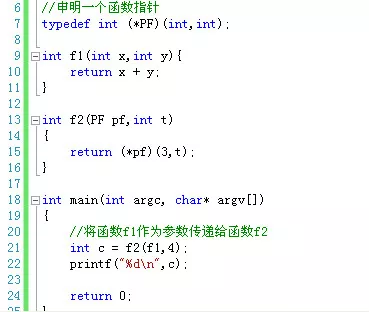 6 //申明一个函数指针
7 typedef int (*PF)(int,int);
8
9 int f1(int x,int y){
10     return x + y;
11 }
12
13 int f2(PF pf,int t)
14 {
15     return (*pf)(3,t);
16 }
17
18 int main(int argc, char* argv[])
19 {
20     //将函数f1作为参数传递给函数f2
21     int c = f2(f1,4);
22     printf("%d\n",c);
23
24     return 0;
25 }